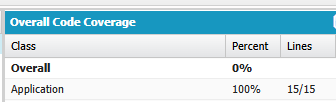 Overall Code Coverage
Class Percent Lines
Overall 0%
Application 100% 15/15